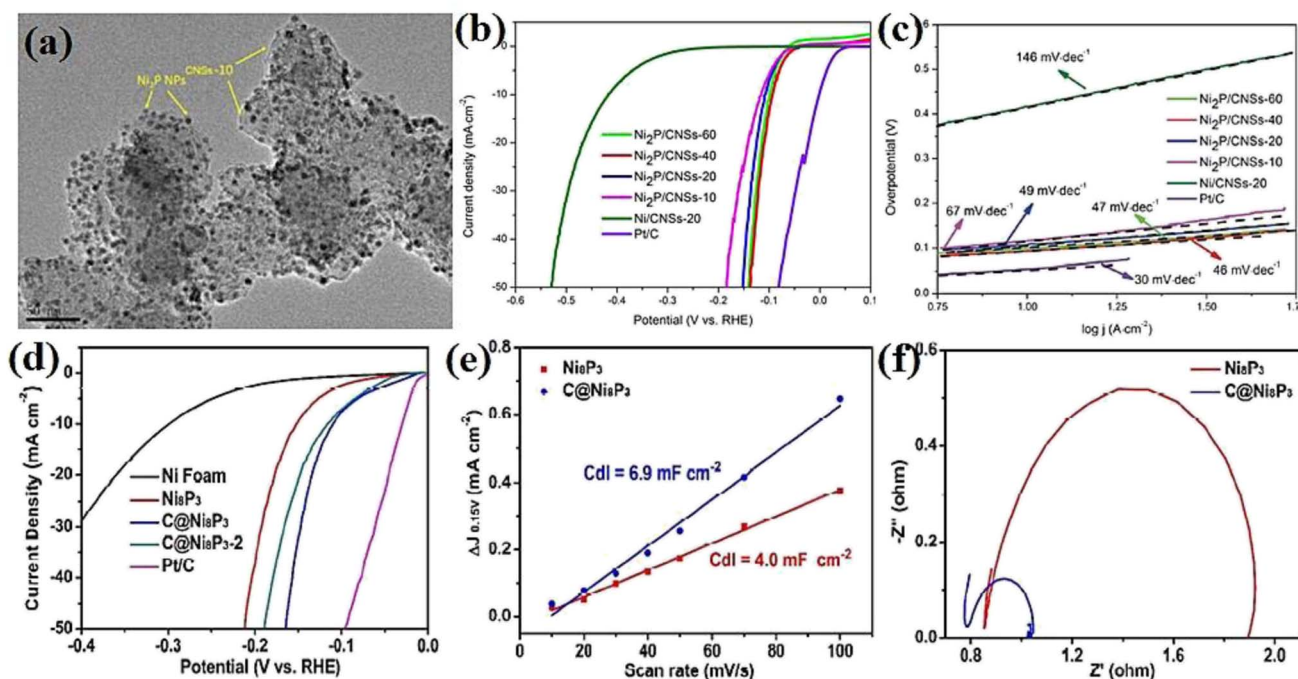 (a)
Ni₂P NPs
CNSs-10
50 nm
(b)
Current density (mA·cm⁻²)
0
-10
-20
-30
-40
-50
Ni₂P/CNSs-60
Ni₂P/CNSs-40
Ni₂P/CNSs-20
Ni₂P/CNSs-10
Ni/CNSs-20
Pt/C
-0.6
-0.5
-0.4
-0.3
-0.2
-0.1
0.0
0.1
Potential (V vs. RHE)
(c)
Overpotential (V)
0.6
0.5
0.4
0.3
0.2
0.1
0.0
146 mV·dec⁻¹
Ni₂P/CNSs-60
Ni₂P/CNSs-40
Ni₂P/CNSs-20
Ni₂P/CNSs-10
Ni/CNSs-20
Pt/C
67 mV·dec⁻¹
49 mV·dec⁻¹
47 mV·dec⁻¹
46 mV·dec⁻¹
30 mV·dec⁻¹
0.75
1.00
1.25
1.50
1.75
log j (A·cm⁻²)
(d)
Current Density (mA cm⁻²)
0
-10
-20
-30
-40
-50
Ni Foam
Ni₈P₃
C@Ni₈P₃
C@Ni₈P₃-2
Pt/C
-0.4
-0.3
-0.2
-0.1
-0.0
Potential (V vs. RHE)
(e)
ΔJ 0.15V (mA cm⁻²)
0.8
0.6
0.4
0.2
0.0
Ni₈P₃
C@Ni₈P₃
Cdl = 6.9 mF cm⁻²
Cdl = 4.0 mF cm⁻²
0
20
40
60
80
100
Scan rate (mV/s)
(f)
-Z'' (ohm)
0.6
0.4
0.2
0.0
Ni₈P₃
C@Ni₈P₃
0.8
1.2
1.6
2.0
Z' (ohm)